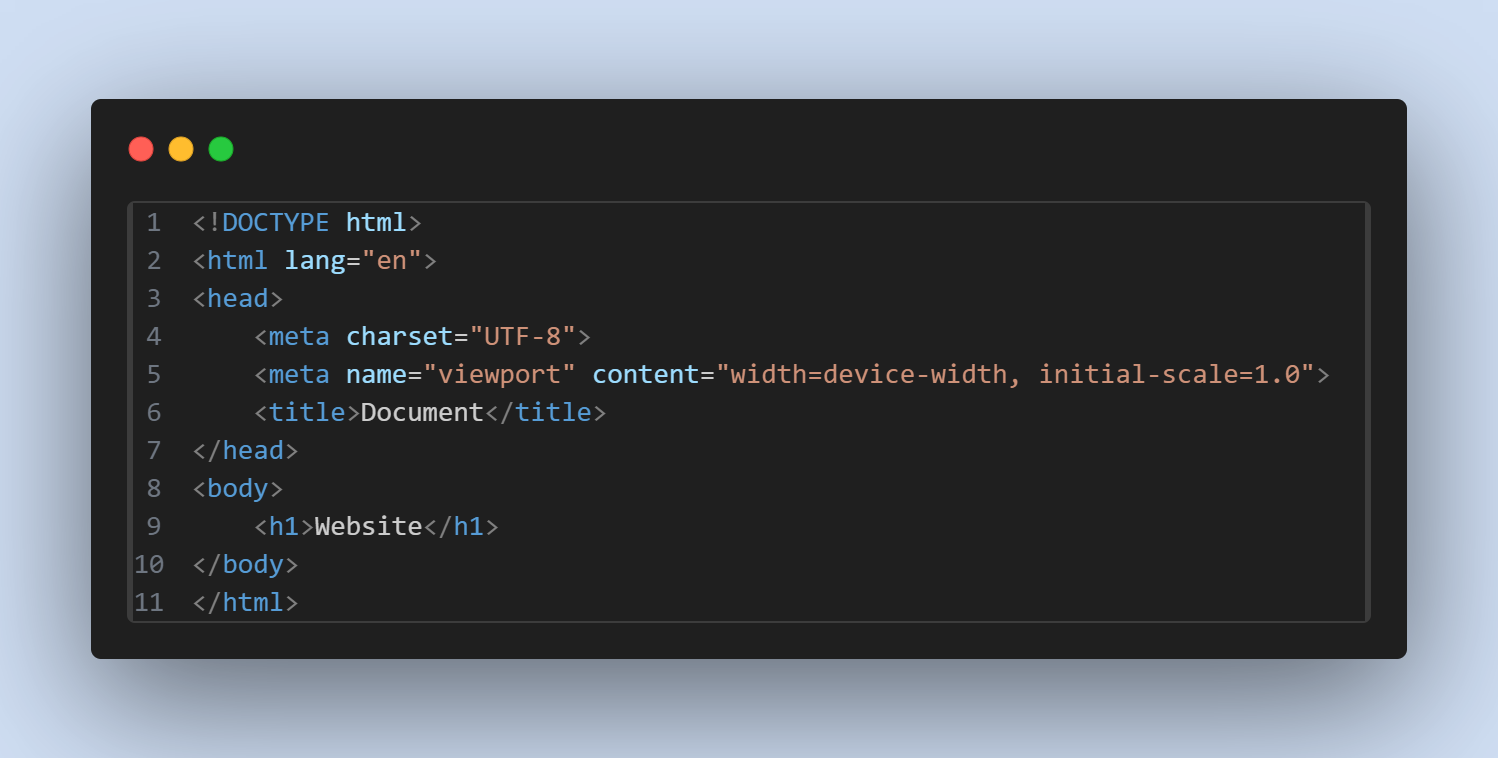 1 <!DOCTYPE html>
2 <html lang="en">
3 <head>
4     <meta charset="UTF-8">
5     <meta name="viewport" content="width=device-width, initial-scale=1.0">
6     <title>Document</title>
7 </head>
8 <body>
9     <h1>Website</h1>
10 </body>
11 </html>